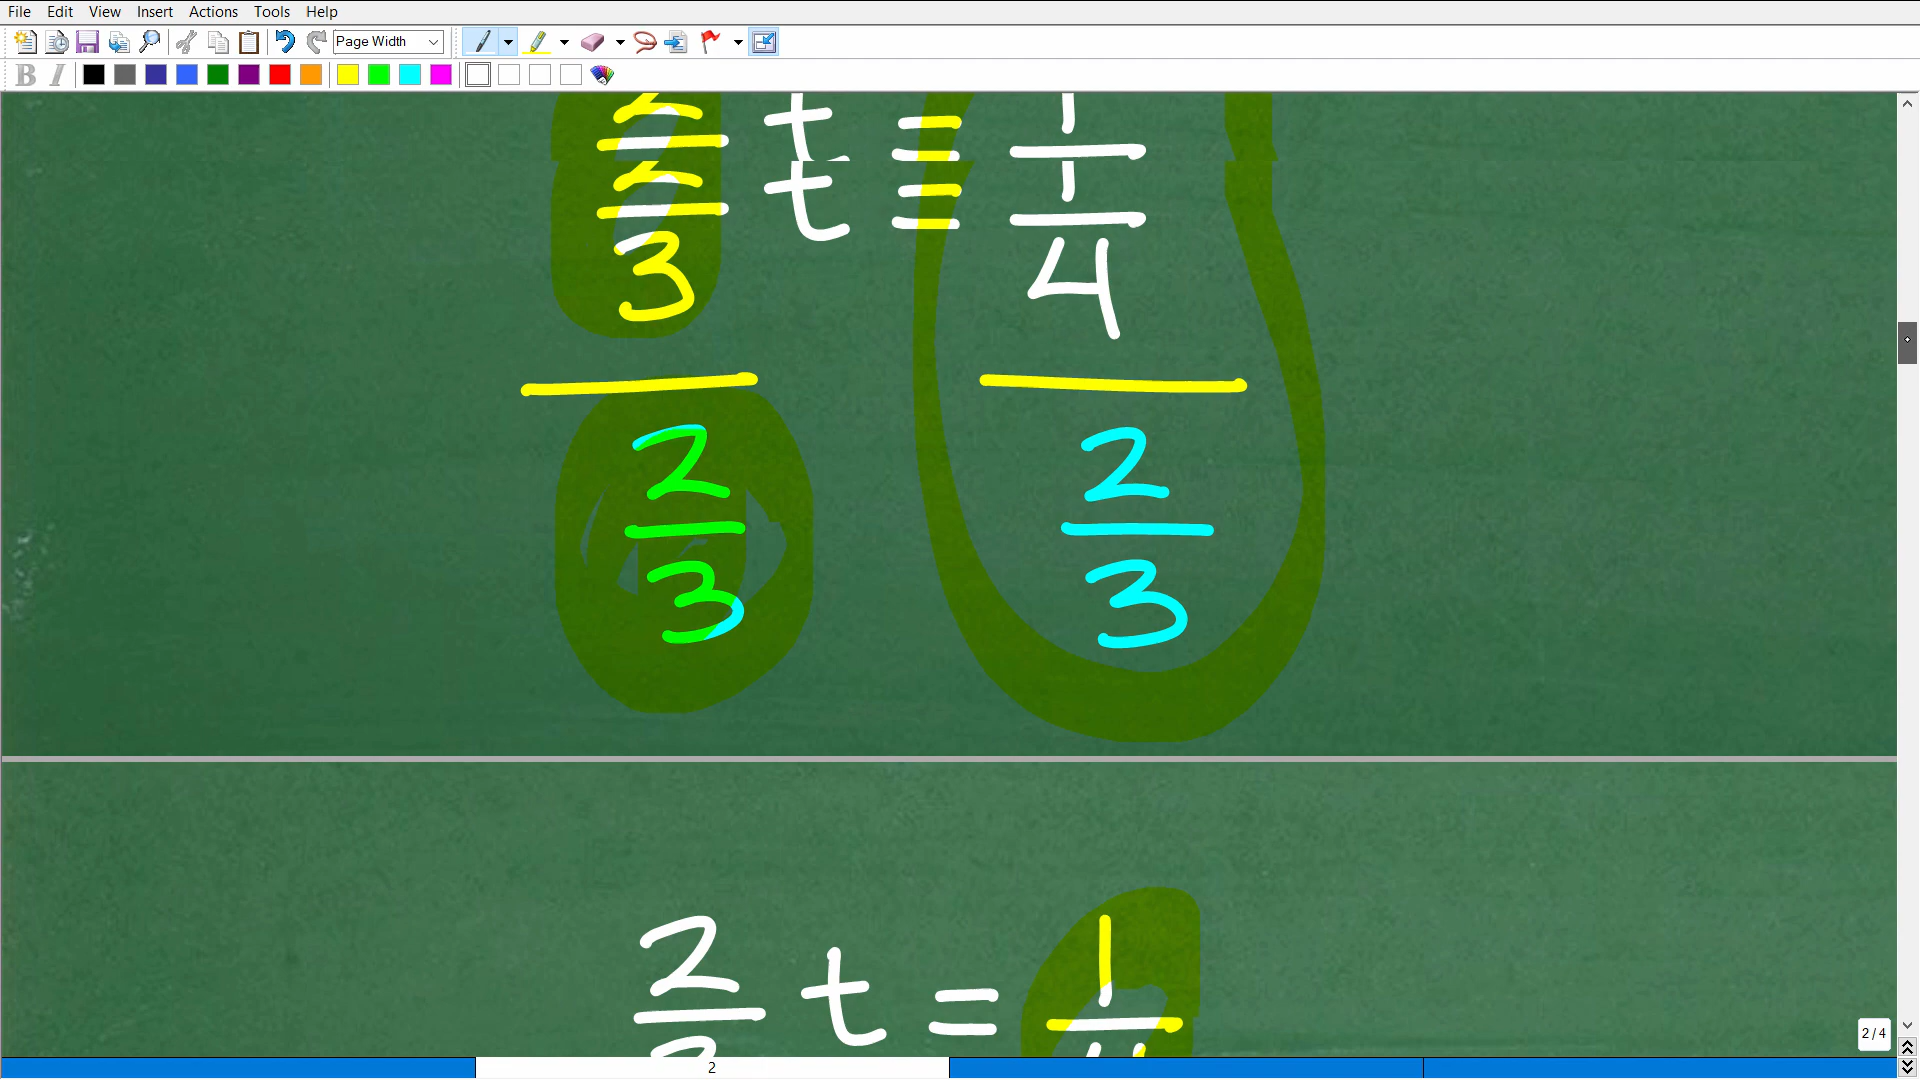 File Edit View Insert Actions Tools Help
Page Width
B I
t = 1
2/3 t = 1/4
2/3 2/3
2 t = 1
2 / 4
2